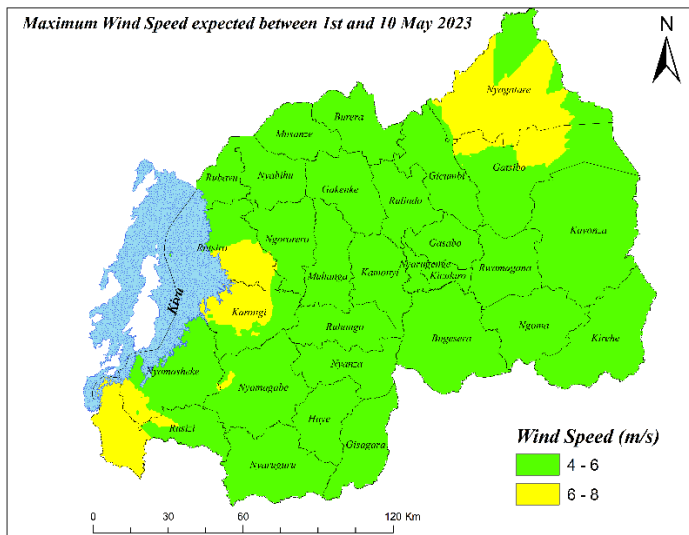 Maximum Wind Speed expected between 1st and 10 May 2023
N
Nyagatare
Burera
Musanze
Gatsibo
Rubavu
Nyabihu
Gakenke
Gicumbi
Rulindo
Kayonza
Rutsiro
Ngororero
Gasabo
Nyarugenge
Kicukiro
Rwamagana
Muhanga
Kamonyi
Kivu
Karongi
Ruhango
Bugesera
Ngoma
Kirehe
Nyamasheke
Nyanza
Nyamagabe
Huye
Gisagara
Rusizi
Nyaruguru
Wind Speed (m/s)
4 - 6
6 - 8
0 30 60 120 Km